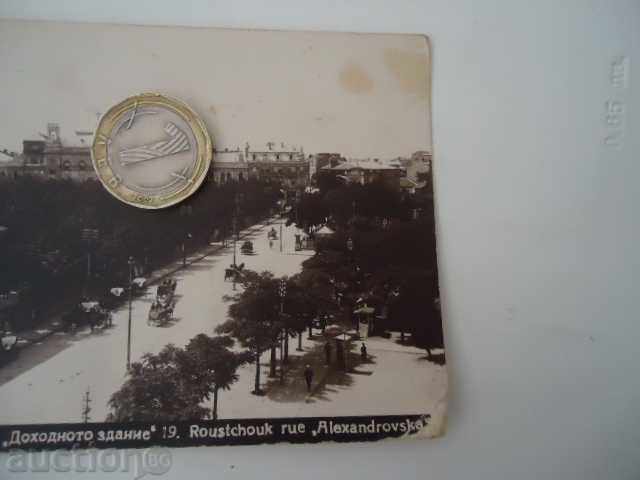 „Доходното здание“ 19. Roustchouk rue „Alexandrovska
auction bg